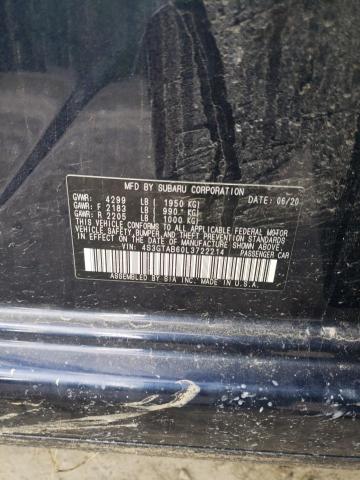 MFD BY SUBARU CORPORATION DATE: 06/20
GVWR: 4299 LB [ 1950 KG]
GAWR: F 2183 LB [ 990 KG]
GAWR: R 2205 LB [ 1000 KG]
THIS VEHICLE CONFORMS TO ALL APPLICABLE FEDERAL MOTOR
VEHICLE SAFETY, BUMPER, AND THEFT PREVENTION STANDARDS
IN EFFECT ON THE DATE OF MANUFACTURE SHOWN ABOVE.
VIN: 4S3GTAB60L3722214 PASSENGER CAR
ASSEMBLED BY SIA, INC. MADE IN U.S.A.